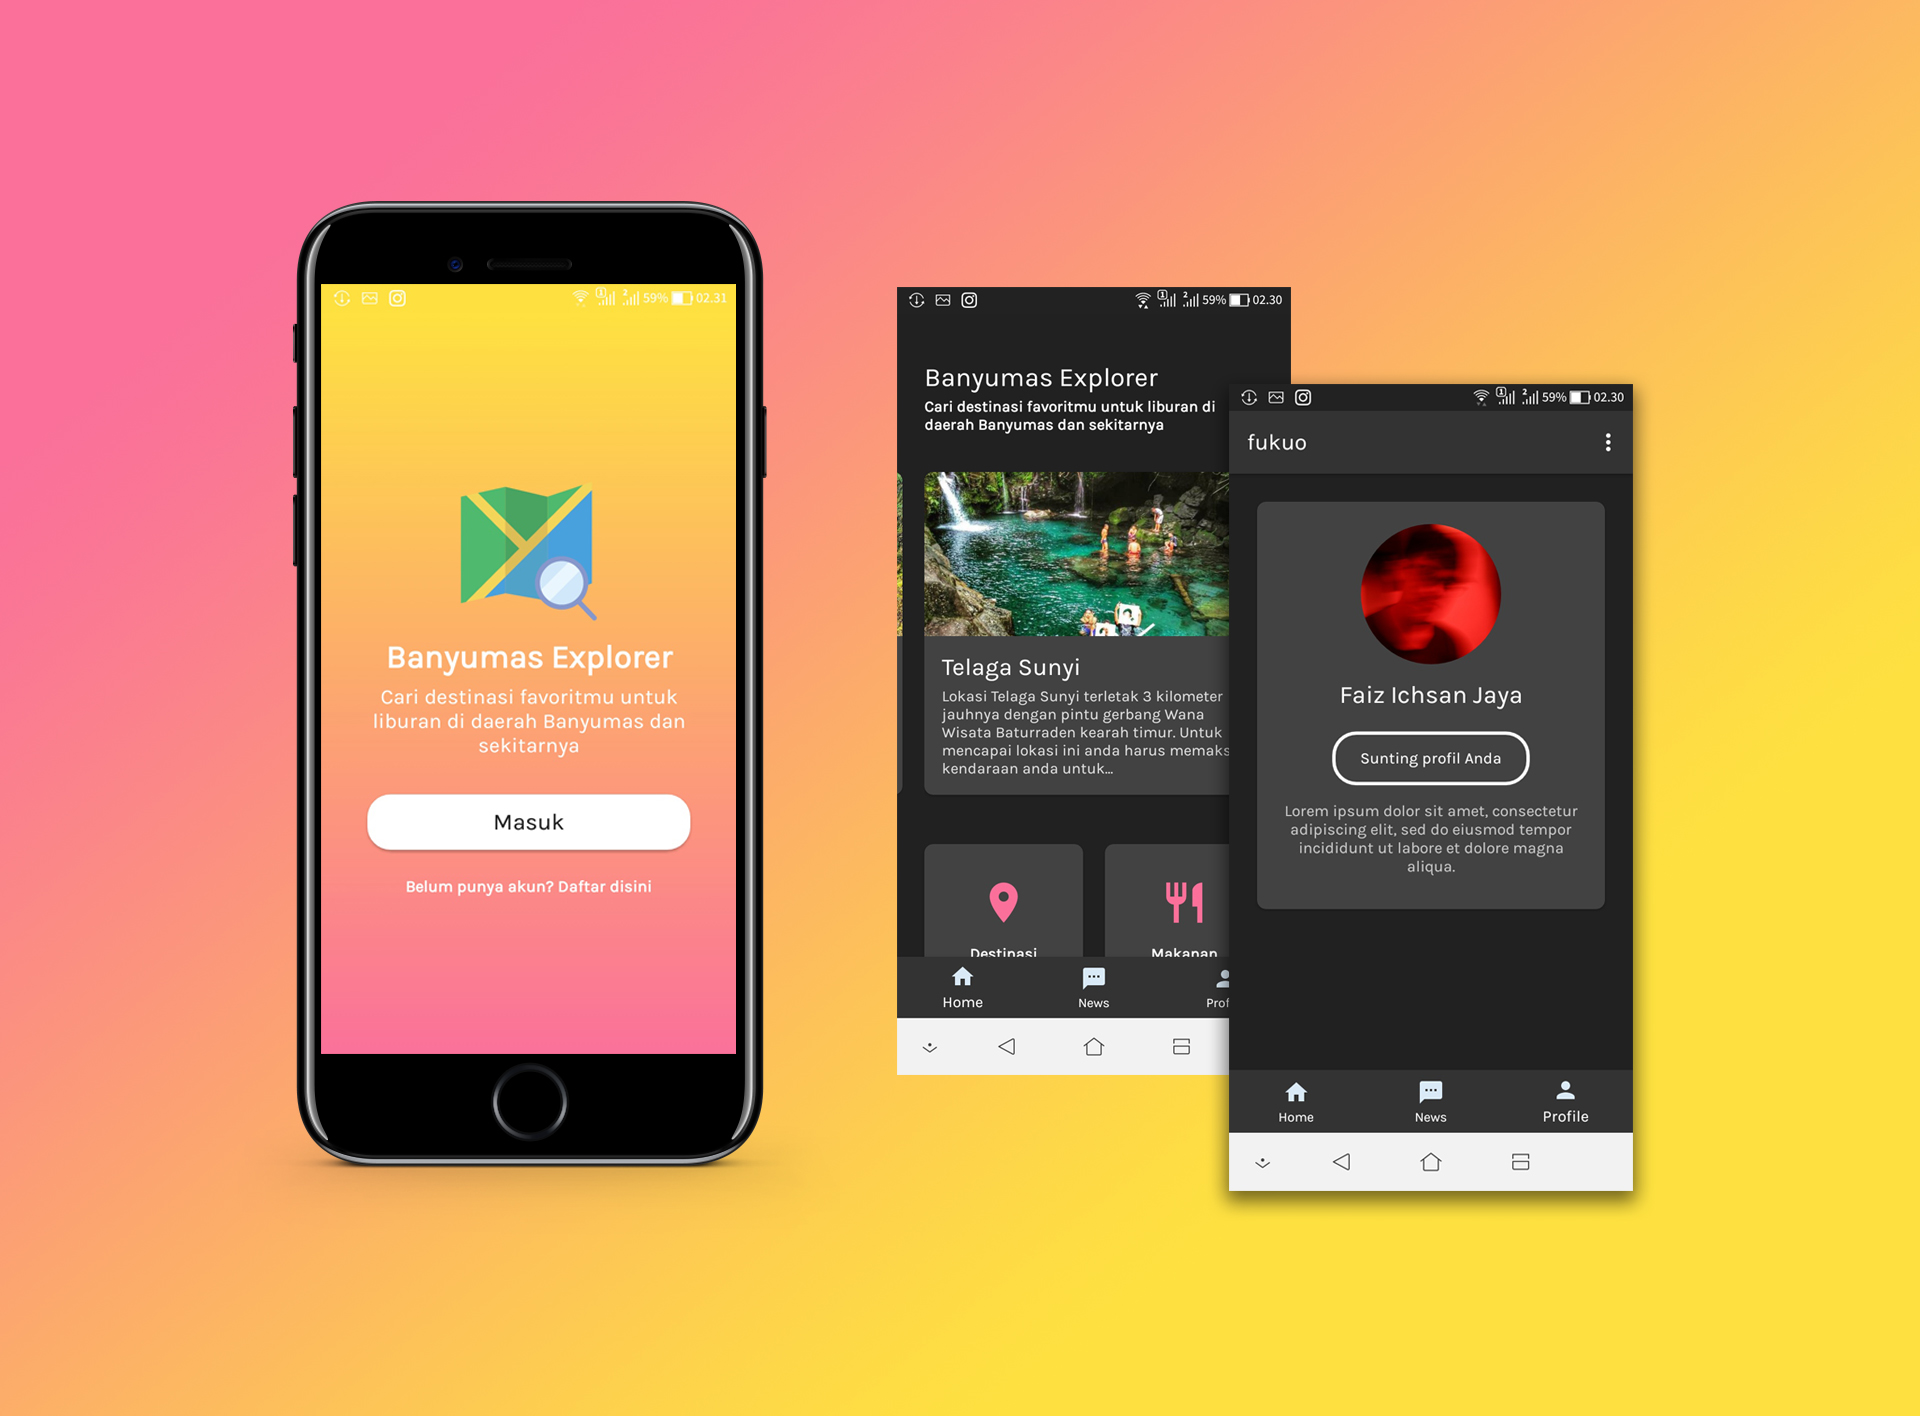 59% 02.31
Banyumas Explorer
Cari destinasi favoritmu untuk
liburan di daerah Banyumas dan
sekitarnya
Masuk
Belum punya akun? Daftar disini
1 2 59% 02.30
Banyumas Explorer
Cari destinasi favoritmu untuk liburan di
daerah Banyumas dan sekitarnya
Telaga Sunyi
Lokasi Telaga Sunyi terletak 3 kilometer
jauhnya dengan pintu gerbang Wana
Wisata Baturraden kearah timur. Untuk
mencapai lokasi ini anda harus memaks
kendaraan anda untuk...
Destinasi Makanan
Home News Prof
1 2 59% 02.30
fukuo
Faiz Ichsan Jaya
Sunting profil Anda
Lorem ipsum dolor sit amet, consectetur
adipiscing elit, sed do eiusmod tempor
incididunt ut labore et dolore magna
aliqua.
Home News Profile